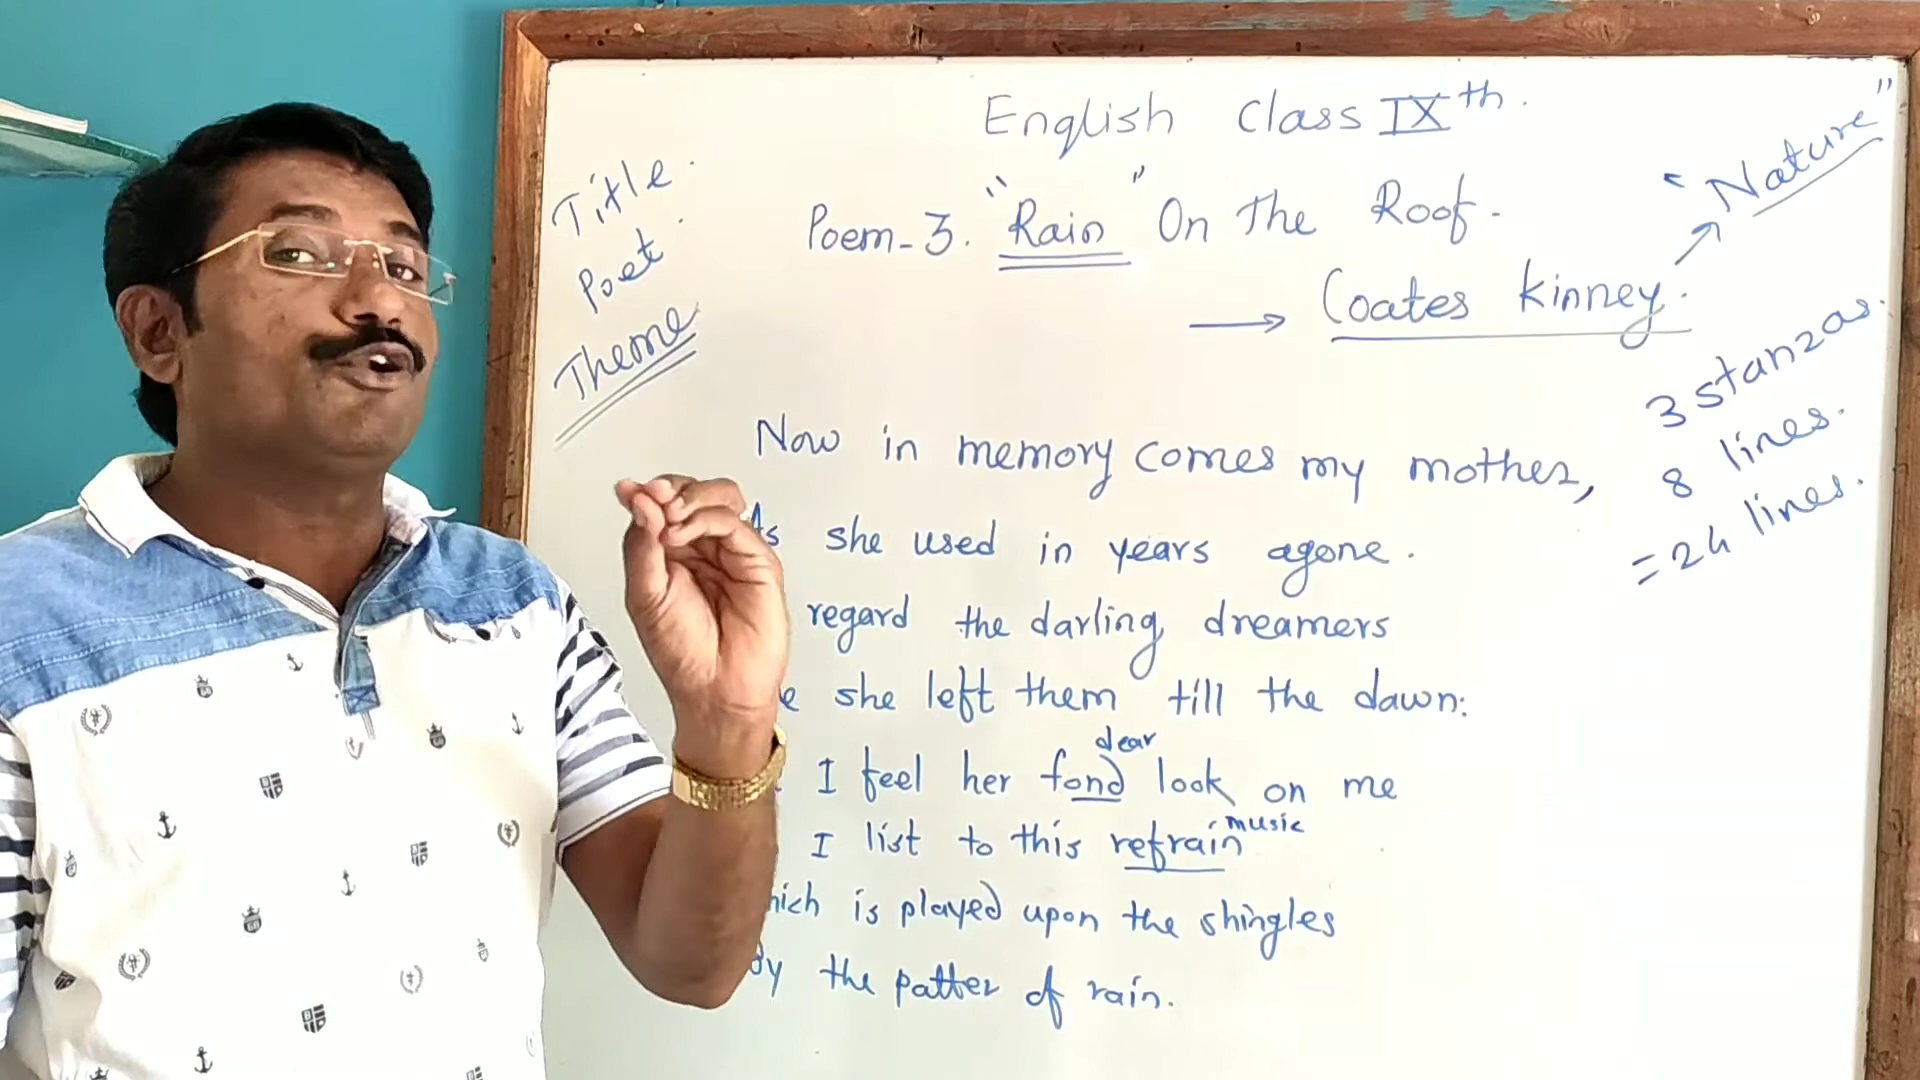 English Class IXth.
Poem-3. "Rain" On The Roof.
→ Coates Kinney.
"Nature"
Title.
Poet.
Theme
3 stanzas.
8 lines.
= 24 lines.
Now in memory comes my mother,
As she used in years agone.
regard the darling dreamers
she left them till the dawn:
dear
I feel her fond look on me
music
I list to this refrain
is played upon the shingles
By the patter of rain.